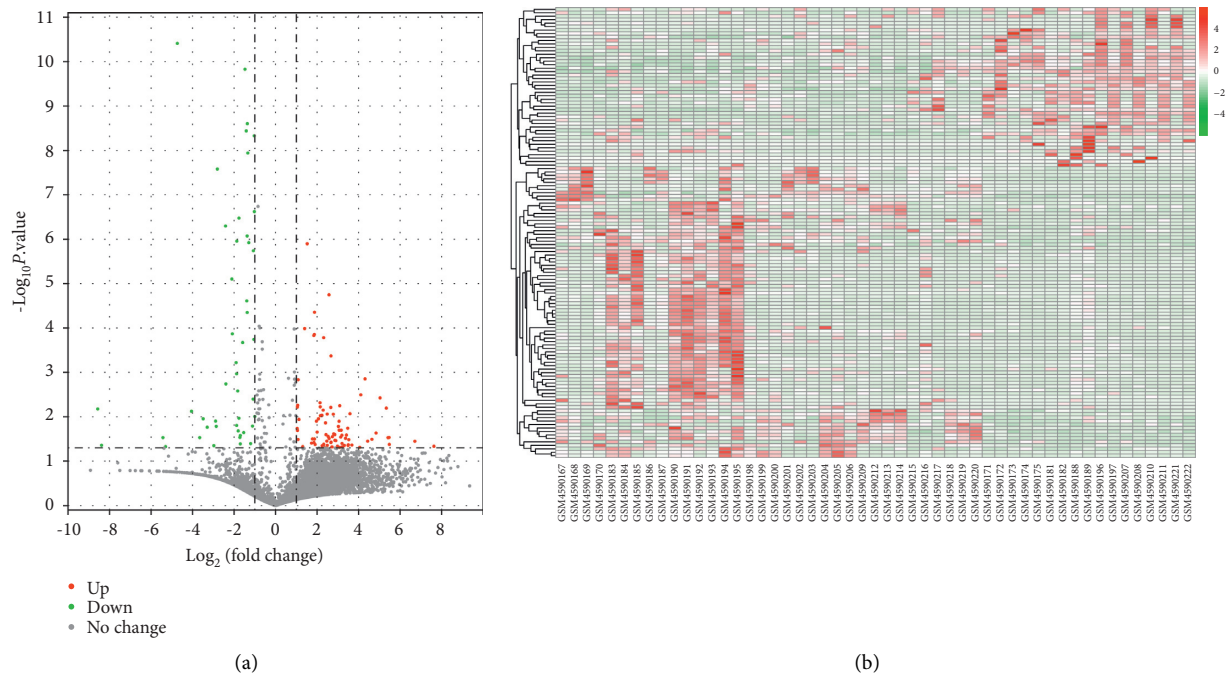 11
10
9
8
7
6
5
4
3
2
1
0
-Log10P.value
-10
-8
-6
-4
-2
0
2
4
6
8
Log2 (fold change)
Up
Down
No change
(a)
4
2
0
−2
−4
GSM4590167
GSM4590168
GSM4590169
GSM4590170
GSM4590183
GSM4590184
GSM4590185
GSM4590186
GSM4590187
GSM4590190
GSM4590191
GSM4590192
GSM4590193
GSM4590194
GSM4590195
GSM4590198
GSM4590199
GSM4590200
GSM4590201
GSM4590202
GSM4590203
GSM4590204
GSM4590205
GSM4590206
GSM4590209
GSM4590212
GSM4590213
GSM4590214
GSM4590215
GSM4590216
GSM4590217
GSM4590218
GSM4590219
GSM4590220
GSM4590171
GSM4590172
GSM4590173
GSM4590174
GSM4590175
GSM4590181
GSM4590182
GSM4590188
GSM4590189
GSM4590196
GSM4590197
GSM4590207
GSM4590208
GSM4590210
GSM4590211
GSM4590221
GSM4590222
(b)